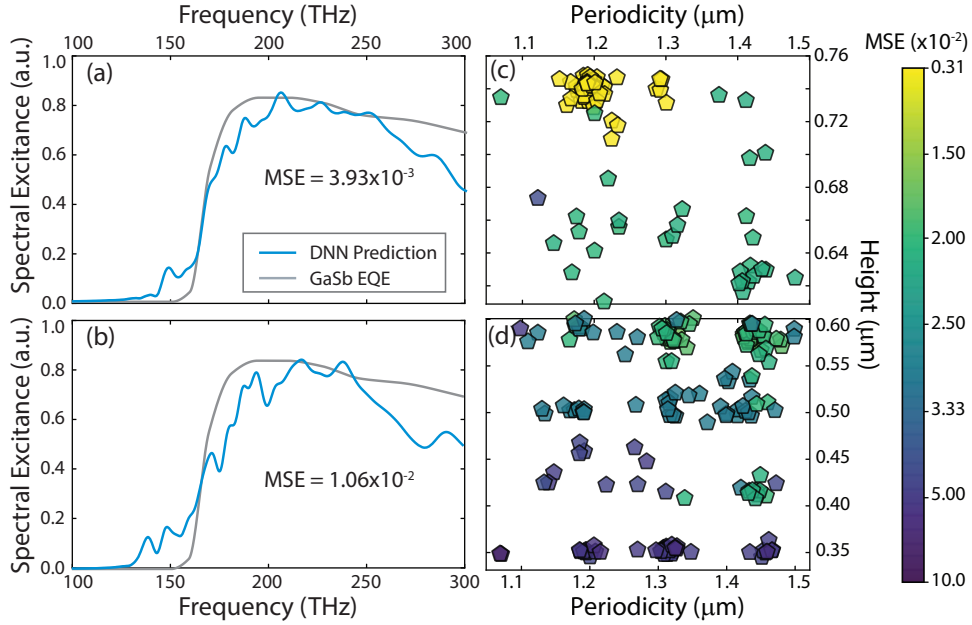 Frequency (THz)
100 150 200 250 300
Periodicity (μm)
1.1 1.2 1.3 1.4 1.5
MSE (x10-2)
Spectral Excitance (a.u.)
1.0
0.8
0.6
0.4
0.2
0.0
(a)
MSE = 3.93x10-3
DNN Prediction
GaSb EQE
(c)
0.76
0.72
0.68
0.64
Height (μm)
0.31
1.50
2.00
2.50
3.33
5.00
10.0
Spectral Excitance (a.u.)
1.0
0.8
0.6
0.4
0.2
0.0
(b)
MSE = 1.06x10-2
(d)
0.60
0.55
0.50
0.45
0.40
0.35
100 150 200 250 300
Frequency (THz)
1.1 1.2 1.3 1.4 1.5
Periodicity (μm)